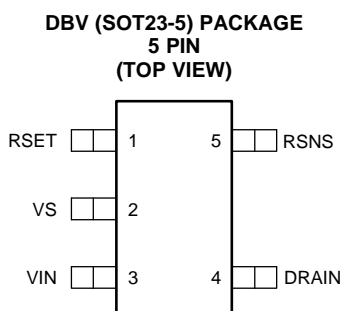 DBV (SOT23-5) PACKAGE
5 PIN
(TOP VIEW)
RSET 1 5 RSNS
VS 2
VIN 3 4 DRAIN